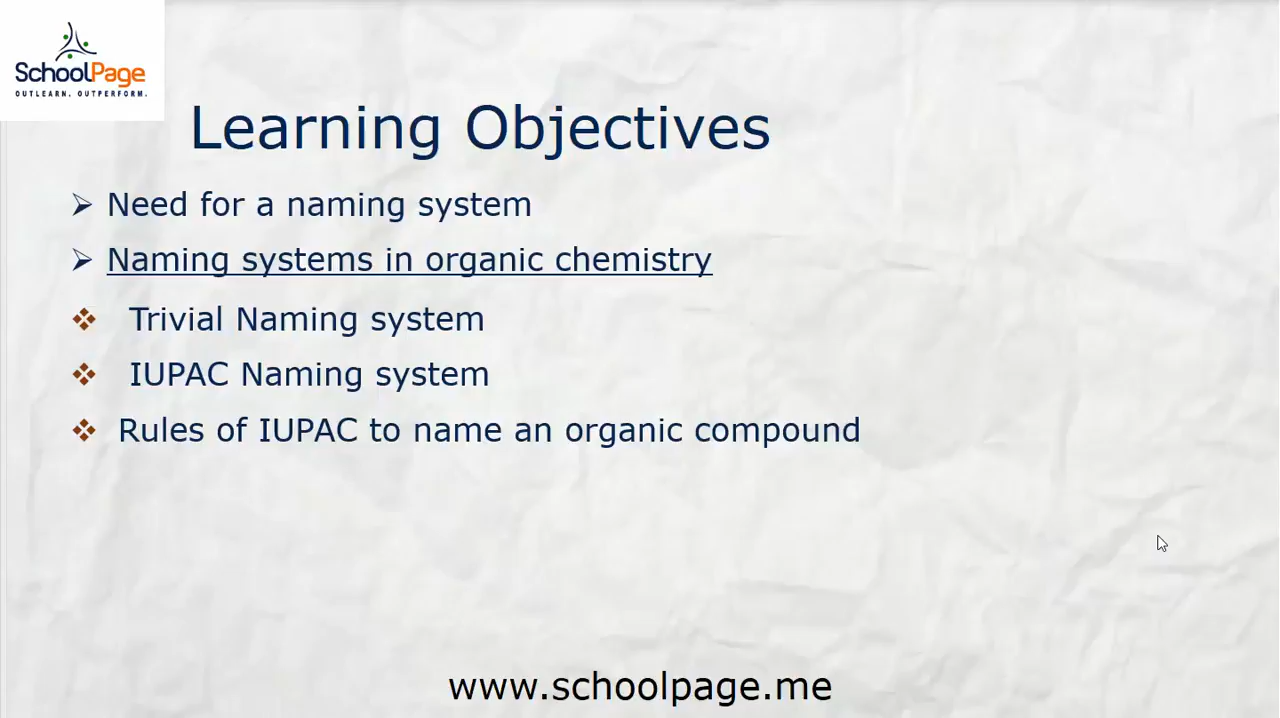 SchoolPage
OUTLEARN. OUTPERFORM.
Learning Objectives
Need for a naming system
Naming systems in organic chemistry
Trivial Naming system
IUPAC Naming system
Rules of IUPAC to name an organic compound
www.schoolpage.me